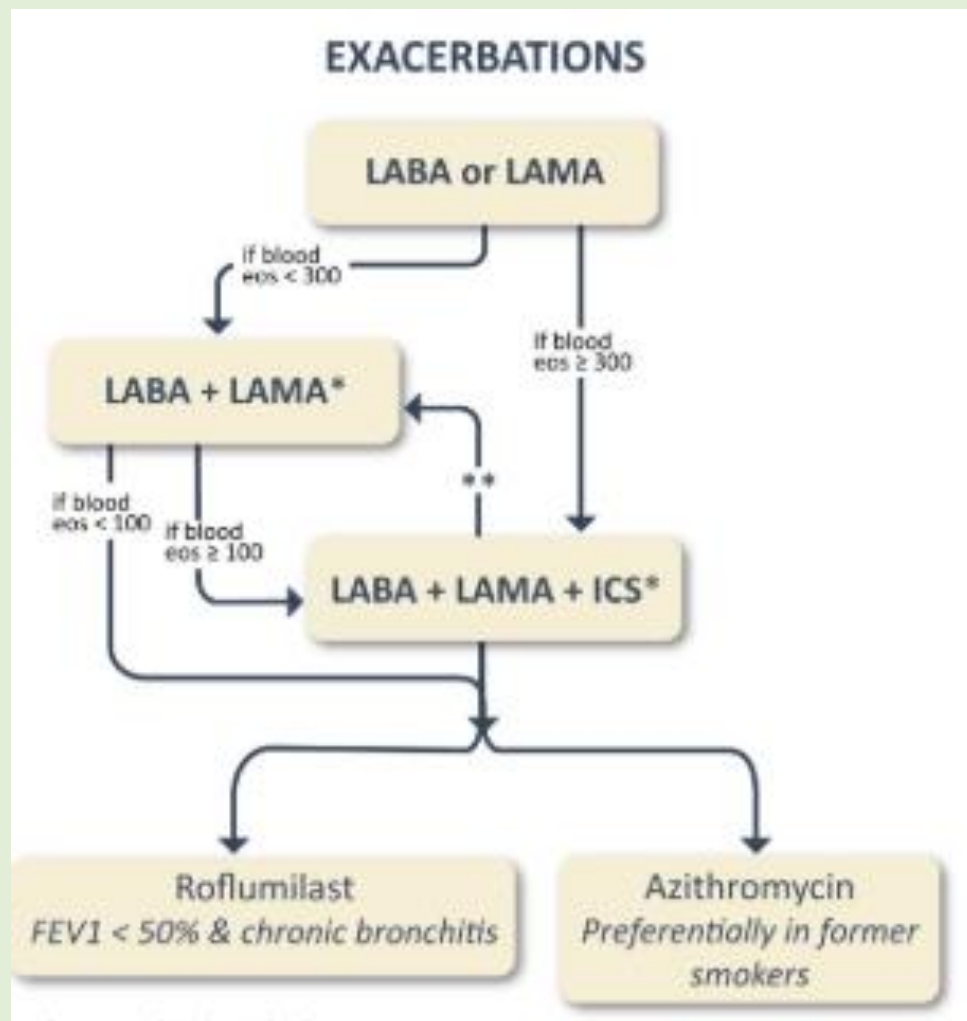 EXACERBATIONS
LABA or LAMA
if blood
eos < 300
if blood
eos ≥ 300
LABA + LAMA*
**
if blood
eos < 100
if blood
eos ≥ 100
LABA + LAMA + ICS*
Roflumilast
FEV1 < 50% & chronic bronchitis
Azithromycin
Preferentially in former
smokers